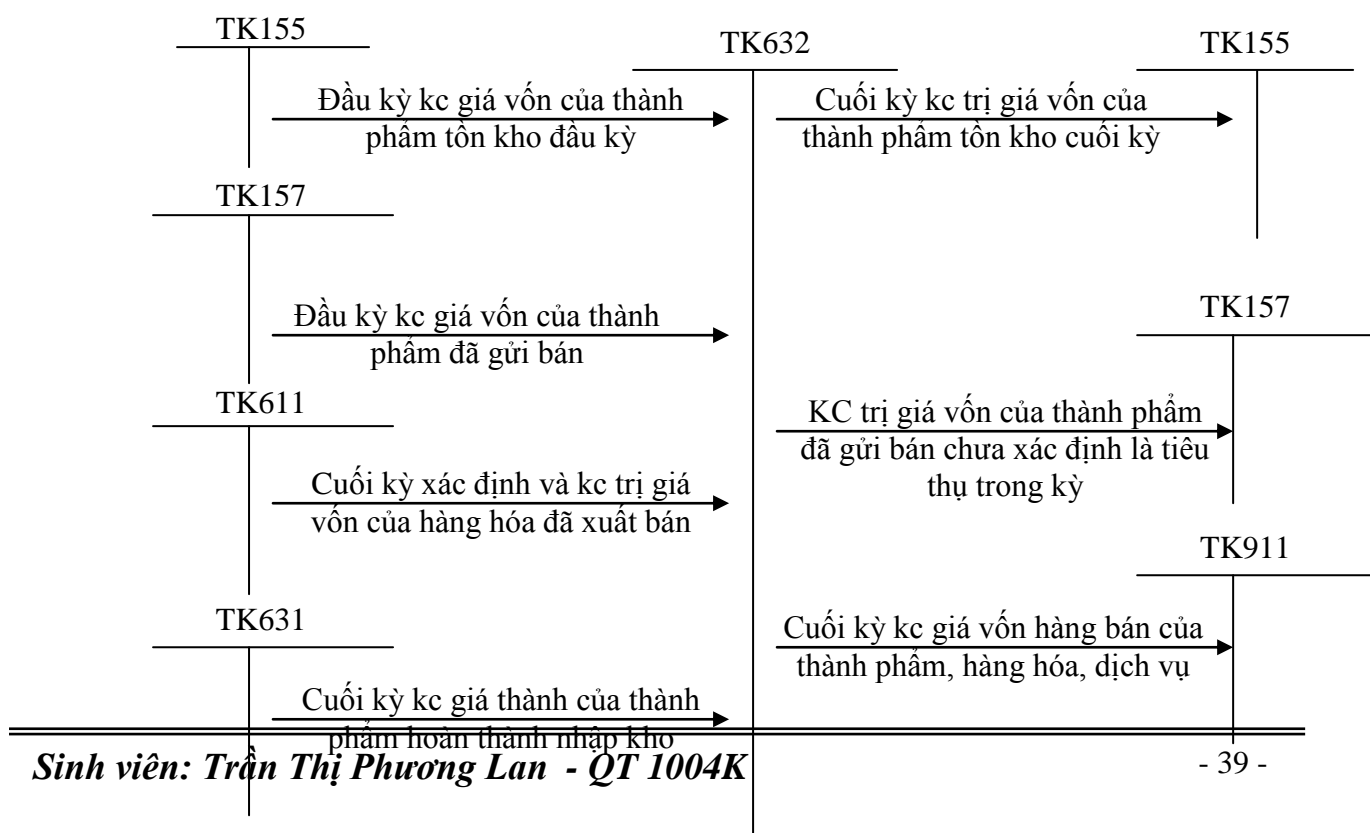 TK155
TK632
TK155
Đầu kỳ kc giá vốn của thành
phẩm tồn kho đầu kỳ
Cuối kỳ kc trị giá vốn của
thành phẩm tồn kho cuối kỳ
TK157
Đầu kỳ kc giá vốn của thành
phẩm đã gửi bán
TK157
TK611
KC trị giá vốn của thành phẩm
đã gửi bán chưa xác định là tiêu
thụ trong kỳ
Cuối kỳ xác định và kc trị giá
vốn của hàng hóa đã xuất bán
TK911
TK631
Cuối kỳ kc giá vốn hàng bán của
thành phẩm, hàng hóa, dịch vụ
Cuối kỳ kc giá thành của thành
phẩm hoàn thành nhập kho
Sinh viên: Trần Thị Phương Lan - QT 1004K
- 39 -